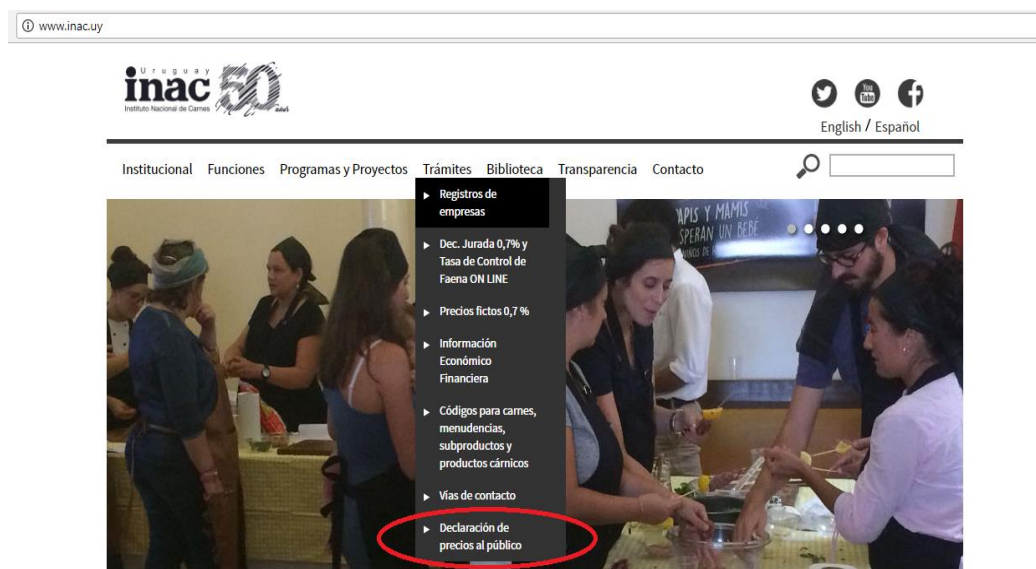 www.inac.uy
Uruguay
inac 50
Instituto Nacional de Carnes
años
You
Tube
English / Español
Institucional Funciones Programas y Proyectos Trámites Biblioteca Transparencia Contacto
Registros de
empresas
Dec. Jurada 0,7% y
Tasa de Control de
Faena ON LINE
Precios fictos 0,7 %
Información
Económico
Financiera
Códigos para carnes,
menudencias,
subproductos y
productos cárnicos
Vías de contacto
Declaración de
precios al público
PAPIS Y MAMIS
ESPERAN UN BEBÉ